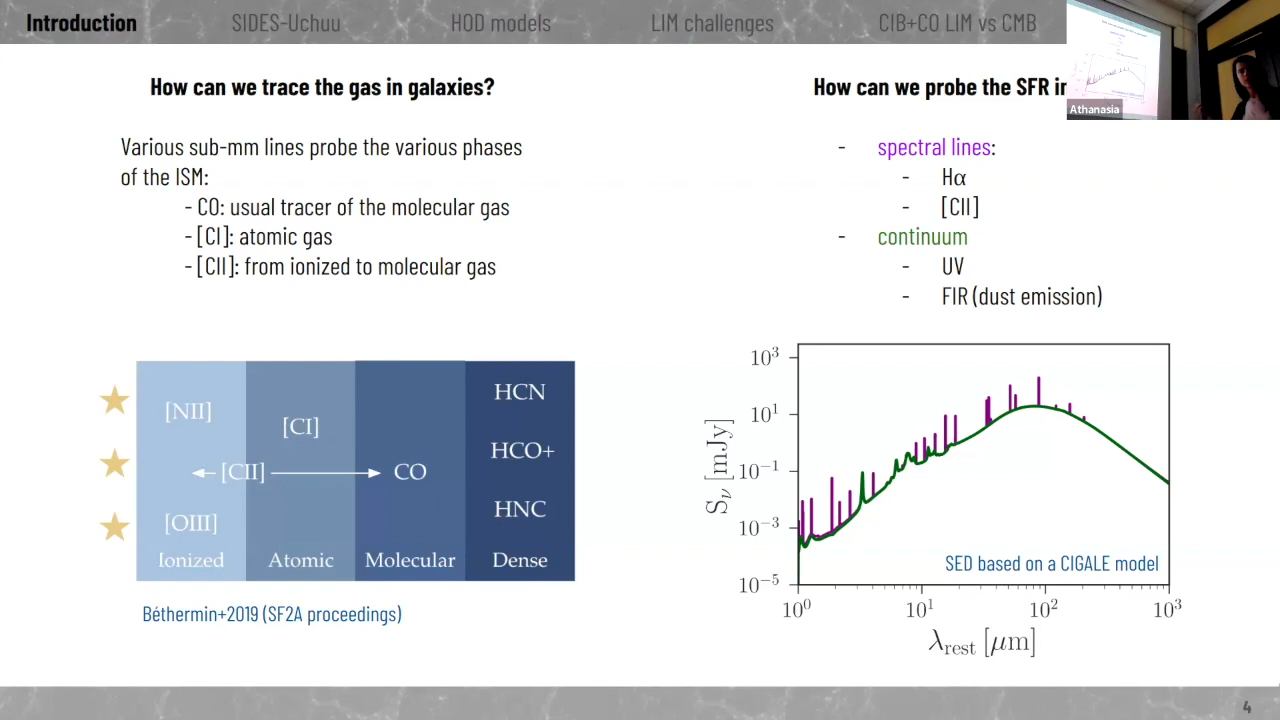 Introduction SIDES-Uchuu HOD models LIM challenges CIB+CO LIM vs CMB
Athanasia
How can we trace the gas in galaxies?
Various sub-mm lines probe the various phases
of the ISM:
- CO: usual tracer of the molecular gas
- [CI]: atomic gas
- [CII]: from ionized to molecular gas
[NII]
[CI]
[CII]
CO
[OIII]
HCN
HCO+
HNC
Ionized Atomic Molecular Dense
Béthermin+2019 (SF2A proceedings)
How can we probe the SFR
- spectral lines:
- Hα
- [CII]
- continuum
- UV
- FIR (dust emission)
S_ν [mJy]
10³
10¹
10⁻¹
10⁻³
10⁻⁵
SED based on a CIGALE model
10⁰ 10¹ 10² 10³
λ_rest [μm]
4